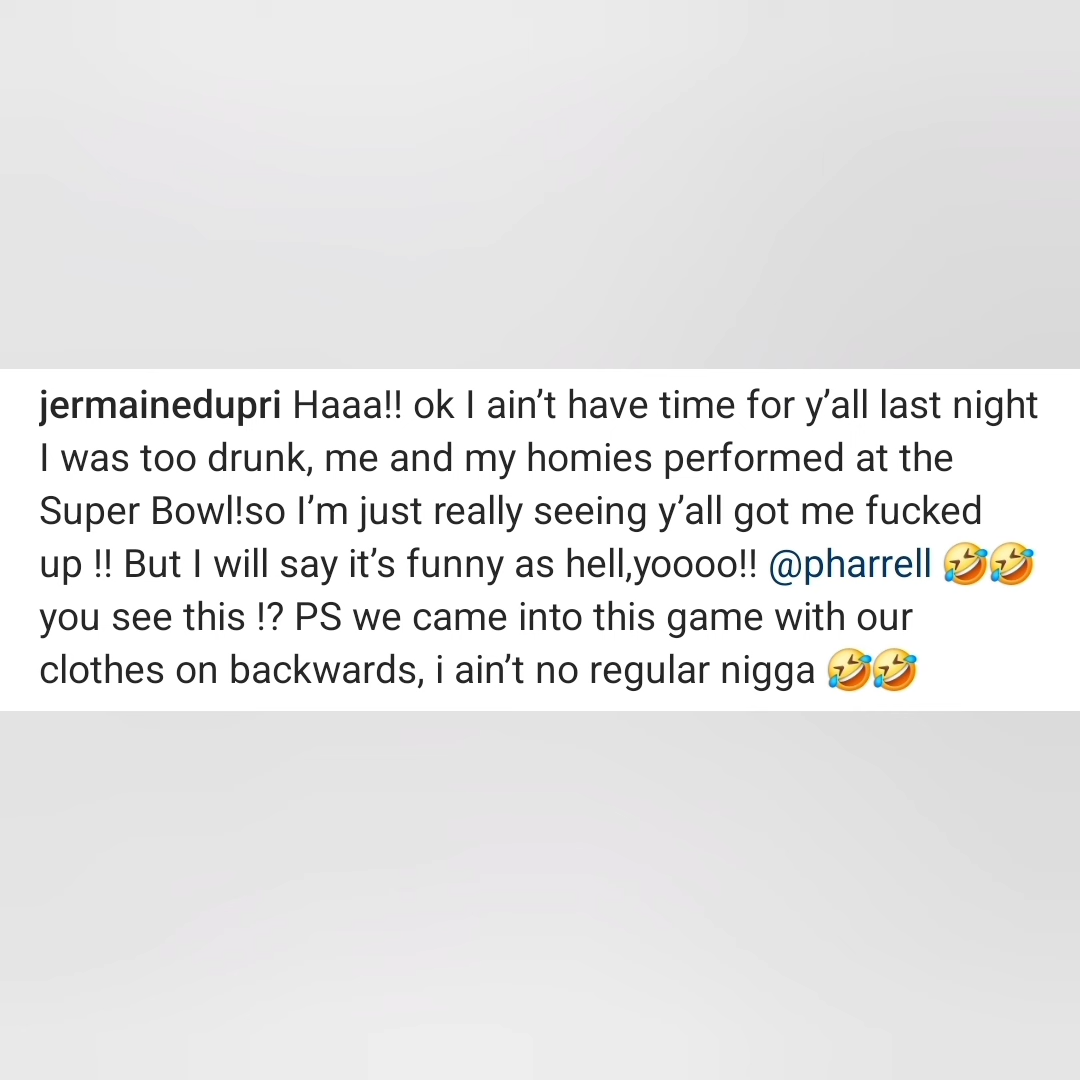 jermainedupri Haaa!! ok I ain’t have time for y’all last night
I was too drunk, me and my homies performed at the
Super Bowl!so I’m just really seeing y’all got me fucked
up !! But I will say it’s funny as hell,yoooo!! @pharrell 🤣🤣
you see this !? PS we came into this game with our
clothes on backwards, i ain’t no regular nigga 🤣🤣